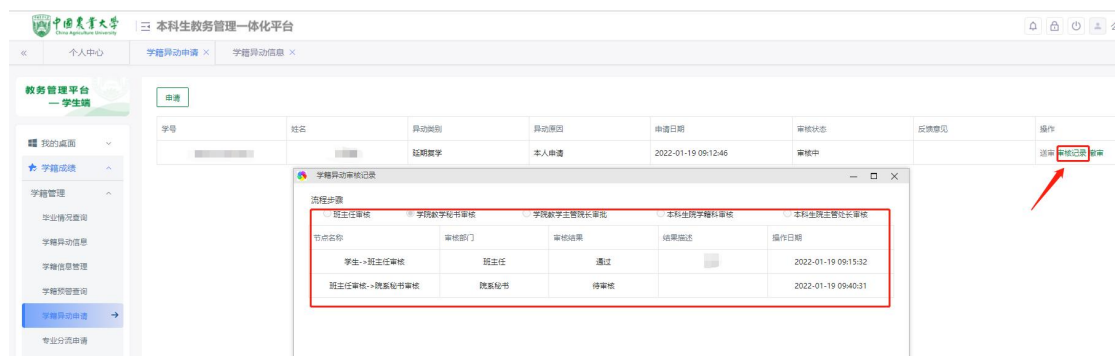 中国农业大学
China Agricultural University
本科生教务管理一体化平台
个人中心 学籍异动申请 × 学籍异动信息 ×
教务管理平台
— 学生端
申请
学号 姓名 异动类别 异动原因 申请日期 审核状态 反馈意见 操作
延期复学 本人申请 2022-01-19 09:12:46 审核中 送审 审核记录 撤审
我的桌面
学籍成绩
学籍管理
毕业情况查询
学籍异动信息
学籍信息管理
学籍预警查询
学籍异动申请
专业分流申请
学籍异动审核记录
流程步骤
班主任审核 学院教学秘书审核 学院教学主管院长审批 本科生院学籍科审核 本科生院主管处长审核
节点名称 审核部门 审核结果 结果描述 操作日期
学生->班主任审核 班主任 通过 2022-01-19 09:15:32
班主任审核->院系秘书审核 院系秘书 待审核 2022-01-19 09:40:31